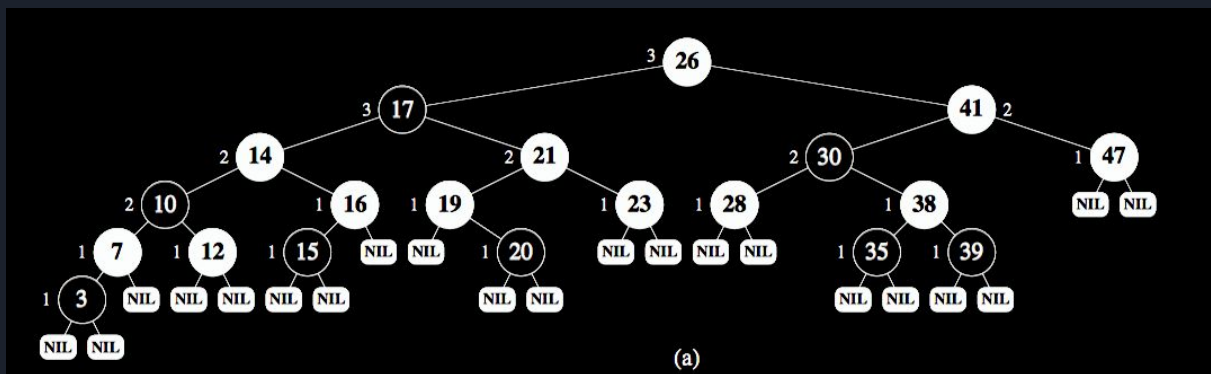 3 26
3 17 41 2
2 14 2 21 2 30 1 47
2 10 1 16 1 19 1 23 1 28 1 38 NIL NIL
1 7 1 12 1 15 NIL NIL 1 20 NIL NIL NIL NIL 1 35 1 39
1 3 NIL NIL NIL NIL NIL NIL NIL NIL NIL NIL NIL
NIL NIL
(a)